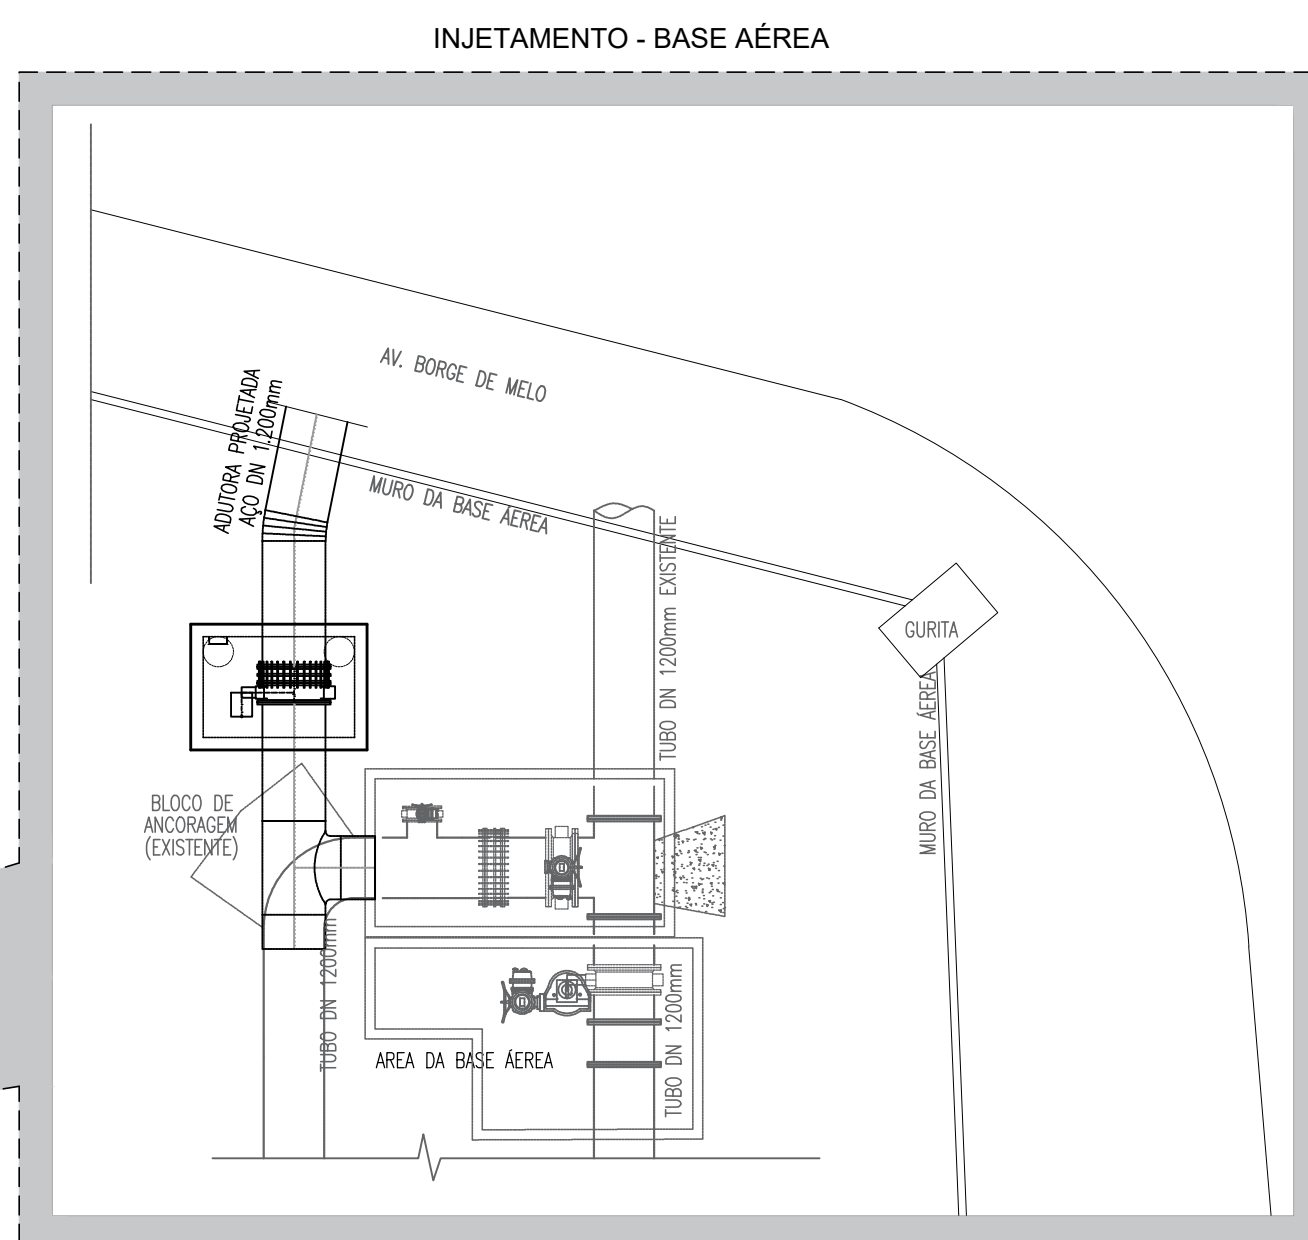 INJETAMENTO - BASE AÉREA
AV. BORGE DE MELO
ADUTORA PROJETADA
AÇO DN 1.200mm
MURO DA BASE ÁEREA
TUBO DN 1200mm EXISTENTE
GURITA
MURO DA BASE ÁEREA
BLOCO DE
ANCORAGEM
(EXISTENTE)
TUBO DN 1200mm
TUBO DN 1200mm
AREA DA BASE ÁEREA